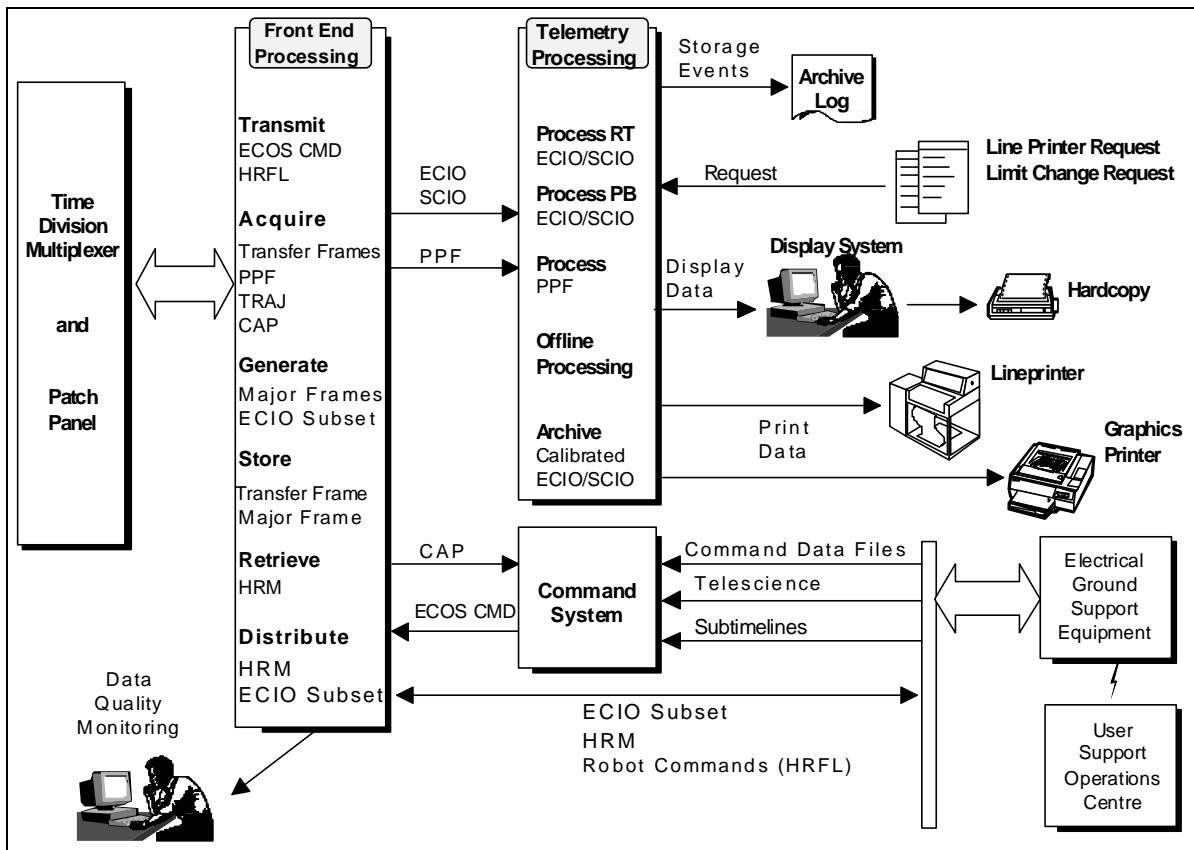 Front End
Processing
Telemetry
Processing
Storage
Events
Archive
Log
Time
Division
Multiplexer
and
Patch
Panel
Transmit
ECOS CMD
HRFL
Acquire
Transfer Frames
PPF
TRAJ
CAP
Generate
Major Frames
ECIO Subset
Store
Transfer Frame
Major Frame
Retrieve
HRM
Distribute
HRM
ECIO Subset
ECIO
SCIO
PPF
Process RT
ECIO/SCIO
Process PB
ECIO/SCIO
Process
PPF
Offline
Processing
Archive
Calibrated
ECIO/SCIO
Request
Line Printer Request
Limit Change Request
Display
Data
Display System
Hardcopy
Lineprinter
Print
Data
Graphics
Printer
CAP
ECOS CMD
Command
System
Command Data Files
Telescience
Subtimelines
Electrical
Ground
Support
Equipment
ECIO Subset
HRM
Robot Commands (HRFL)
User
Support
Operations
Centre
Data
Quality
Monitoring